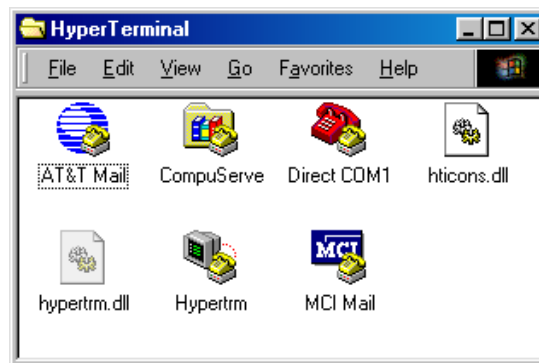 HyperTerminal
File Edit View Go Favorites Help
AT&T Mail CompuServe Direct COM1 hticons.dll
MCI
hypertrm.dll Hypertrm MCI Mail